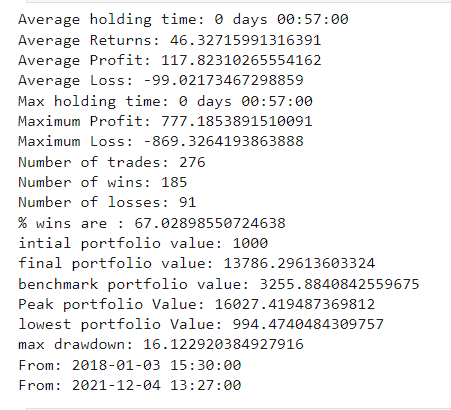 Average holding time: 0 days 00:57:00
Average Returns: 46.32715991316391
Average Profit: 117.82310265554162
Average Loss: -99.02173467298859
Max holding time: 0 days 00:57:00
Maximum Profit: 777.1853891510091
Maximum Loss: -869.3264193863888
Number of trades: 276
Number of wins: 185
Number of losses: 91
% wins are : 67.02898550724638
intial portfolio value: 1000
final portfolio value: 13786.29613603324
benchmark portfolio value: 3255.8840842559675
Peak portfolio Value: 16027.419487369812
lowest portfolio Value: 994.4740484309757
max drawdown: 16.122920384927916
From: 2018-01-03 15:30:00
From: 2021-12-04 13:27:00